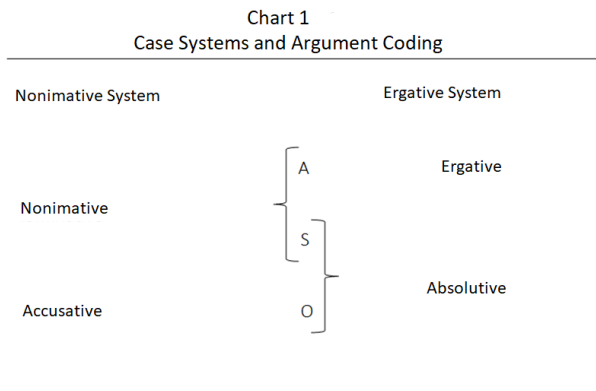 Chart 1
Case Systems and Argument Coding
Nonimative System
Ergative System
A
Ergative
Nonimative
S
Absolutive
Accusative
O